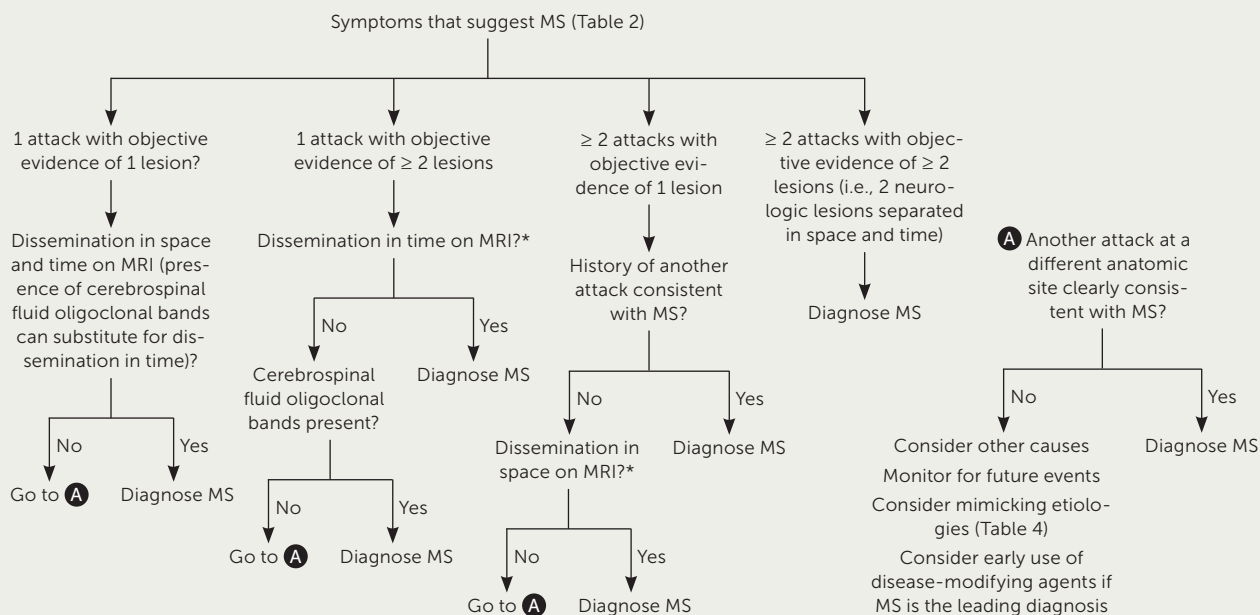 Symptoms that suggest MS (Table 2)
1 attack with objective
evidence of 1 lesion?
Dissemination in space
and time on MRI (pres-
ence of cerebrospinal
fluid oligoclonal bands
can substitute for dis-
semination in time)?
No
Yes
Go to A
Diagnose MS
1 attack with objective
evidence of ≥ 2 lesions
Dissemination in time on MRI?*
No
Yes
Cerebrospinal
fluid oligoclonal
bands present?
Diagnose MS
No
Yes
Go to A
Diagnose MS
≥ 2 attacks with
objective evi-
dence of 1 lesion
History of another
attack consistent
with MS?
No
Yes
Dissemination in
space on MRI?*
Diagnose MS
No
Yes
Go to A
Diagnose MS
≥ 2 attacks with objec-
tive evidence of ≥ 2
lesions (i.e., 2 neuro-
logic lesions separated
in space and time)
Diagnose MS
A Another attack at a
different anatomic
site clearly consis-
tent with MS?
No
Yes
Consider other causes
Monitor for future events
Consider mimicking etiolo-
gies (Table 4)
Consider early use of
disease-modifying agents if
MS is the leading diagnosis
Diagnose MS